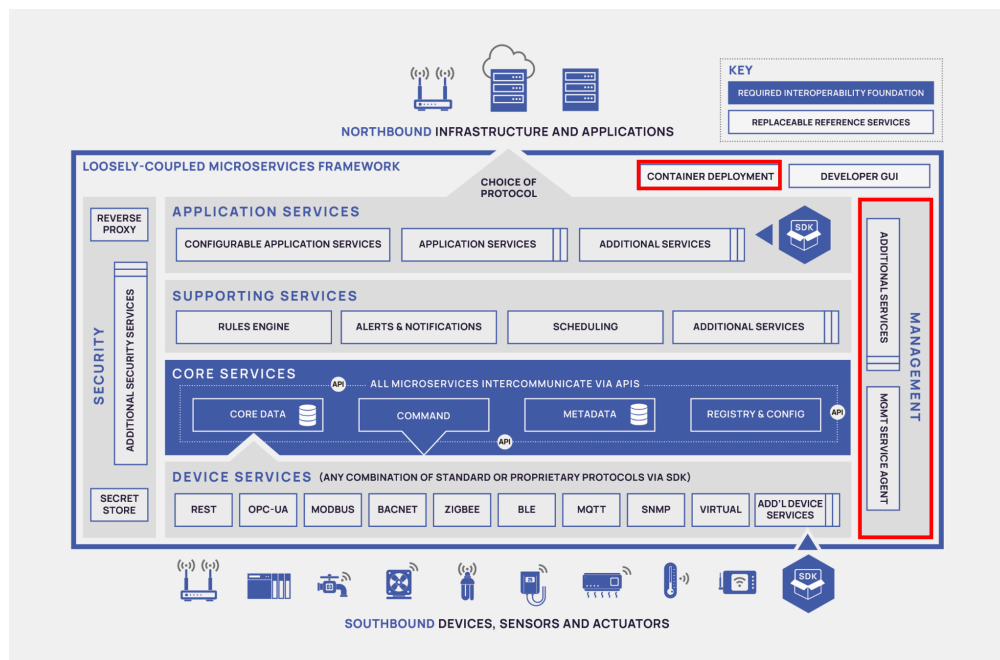 KEY
REQUIRED INTEROPERABILITY FOUNDATION
REPLACEABLE REFERENCE SERVICES
NORTHBOUND INFRASTRUCTURE AND APPLICATIONS
LOOSELY-COUPLED MICROSERVICES FRAMEWORK
CHOICE OF
PROTOCOL
CONTAINER DEPLOYMENT
DEVELOPER GUI
REVERSE
PROXY
SECURITY
ADDITIONAL SECURITY SERVICES
SECRET
STORE
APPLICATION SERVICES
CONFIGURABLE APPLICATION SERVICES
APPLICATION SERVICES
ADDITIONAL SERVICES
SDK
SUPPORTING SERVICES
RULES ENGINE
ALERTS & NOTIFICATIONS
SCHEDULING
ADDITIONAL SERVICES
CORE SERVICES
API
ALL MICROSERVICES INTERCOMMUNICATE VIA APIS
CORE DATA
COMMAND
METADATA
REGISTRY & CONFIG
API
API
DEVICE SERVICES (ANY COMBINATION OF STANDARD OR PROPRIETARY PROTOCOLS VIA SDK)
REST
OPC-UA
MODBUS
BACNET
ZIGBEE
BLE
MQTT
SNMP
VIRTUAL
ADD'L DEVICE
SERVICES
ADDITIONAL SERVICES
MGMT SERVICE AGENT
MANAGEMENT
SDK
SOUTHBOUND DEVICES, SENSORS AND ACTUATORS